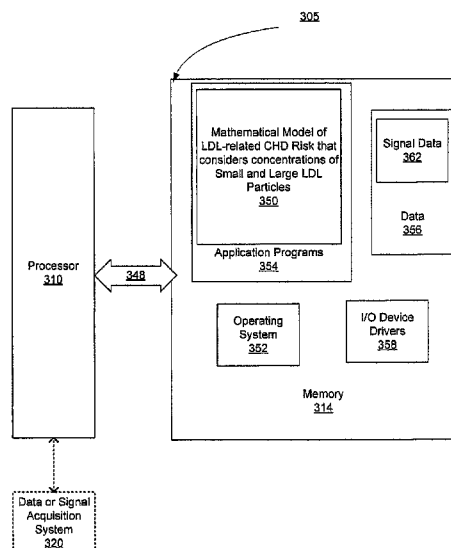 305
Mathematical Model of
LDL-related CHD Risk that
considers concentrations of
Small and Large LDL
Particles
350
Signal Data
362
Data
356
Application Programs
354
Processor
310
348
Operating
System
352
I/O Device
Drivers
358
Memory
314
Data or Signal
Acquisition
System
320